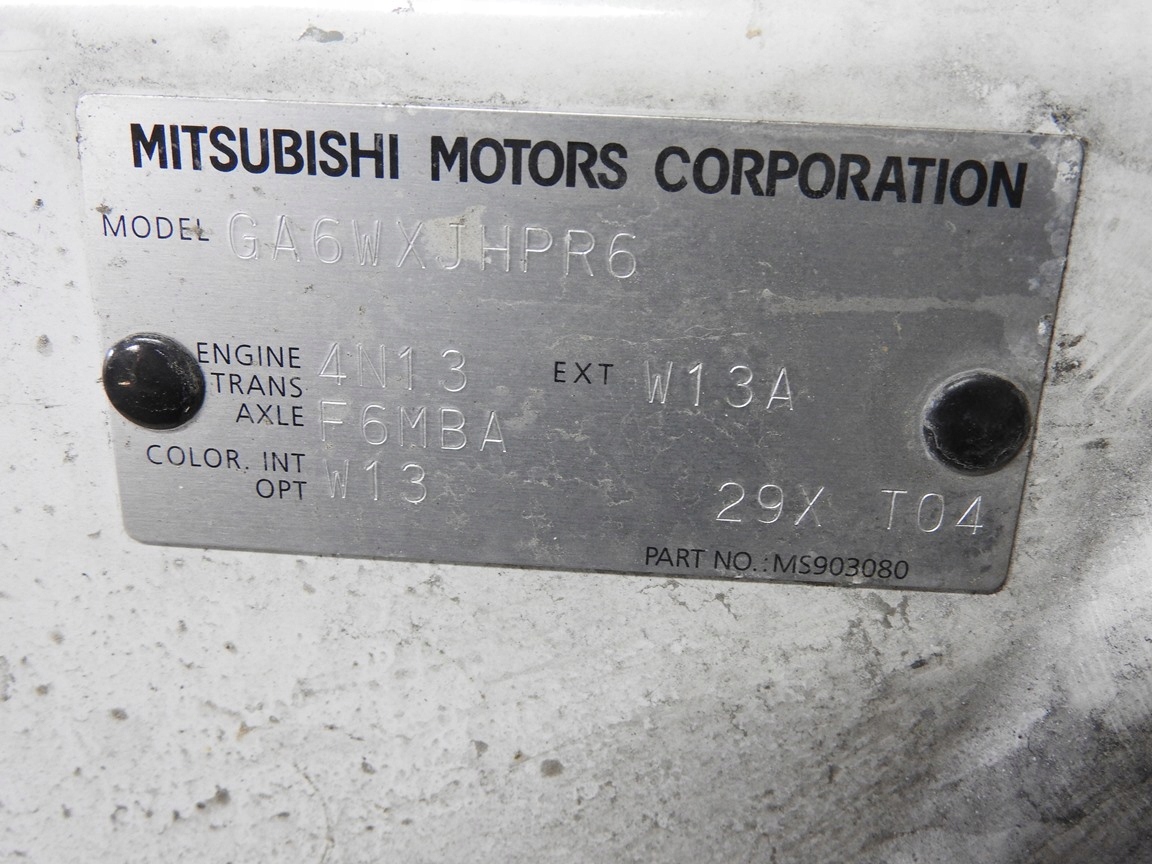 MITSUBISHI MOTORS CORPORATION
MODEL GA6WXJHPR6
ENGINE 4N13 EXT W13A
TRANS AXLE F6MBA
COLOR. INT W13
OPT 29X T04
PART NO.:MS903080